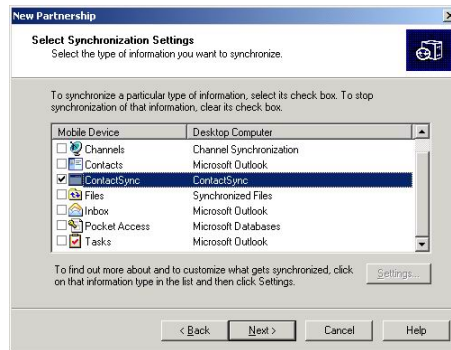 New Partnership
Select Synchronization Settings
Select the type of information you want to synchronize.
To synchronize a particular type of information, select its check box. To stop
synchronization of that information, clear its check box.
Mobile Device Desktop Computer
Channels Channel Synchronization
Contacts Microsoft Outlook
ContactSync ContactSync
Files Synchronized Files
Inbox Microsoft Outlook
Pocket Access Microsoft Databases
Tasks Microsoft Outlook
To find out more about and to customize what gets synchronized, click
on that information type in the list and then click Settings.
Settings...
< Back Next > Cancel Help